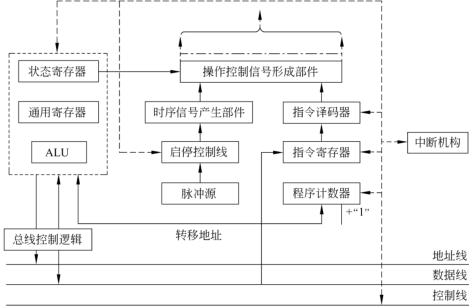 状态寄存器
操作控制信号形成部件
通用寄存器
时序信号产生部件
指令译码器
中断机构
ALU
启停控制线
指令寄存器
脉冲源
程序计数器
+“1”
总线控制逻辑
转移地址
地址线
数据线
控制线